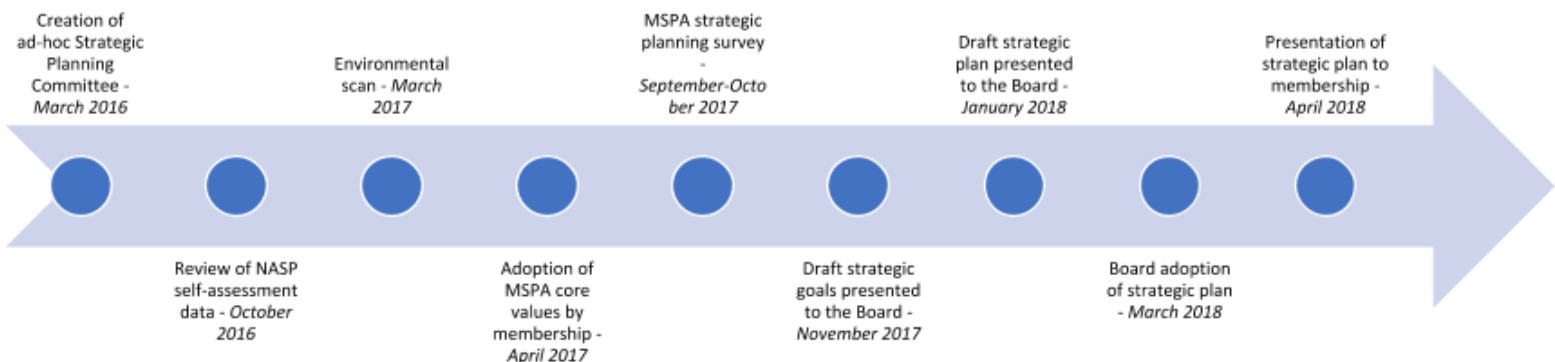 Creation of
ad-hoc Strategic
Planning
Committee -
March 2016
Review of NASP
self-assessment
data - October
2016
Environmental
scan - March
2017
Adoption of
MSPA core
values by
membership -
April 2017
MSPA strategic
planning survey
-
September-Octo
ber 2017
Draft strategic
goals presented
to the Board -
November 2017
Draft strategic
plan presented
to the Board -
January 2018
Board adoption
of strategic plan
- March 2018
Presentation of
strategic plan to
membership -
April 2018